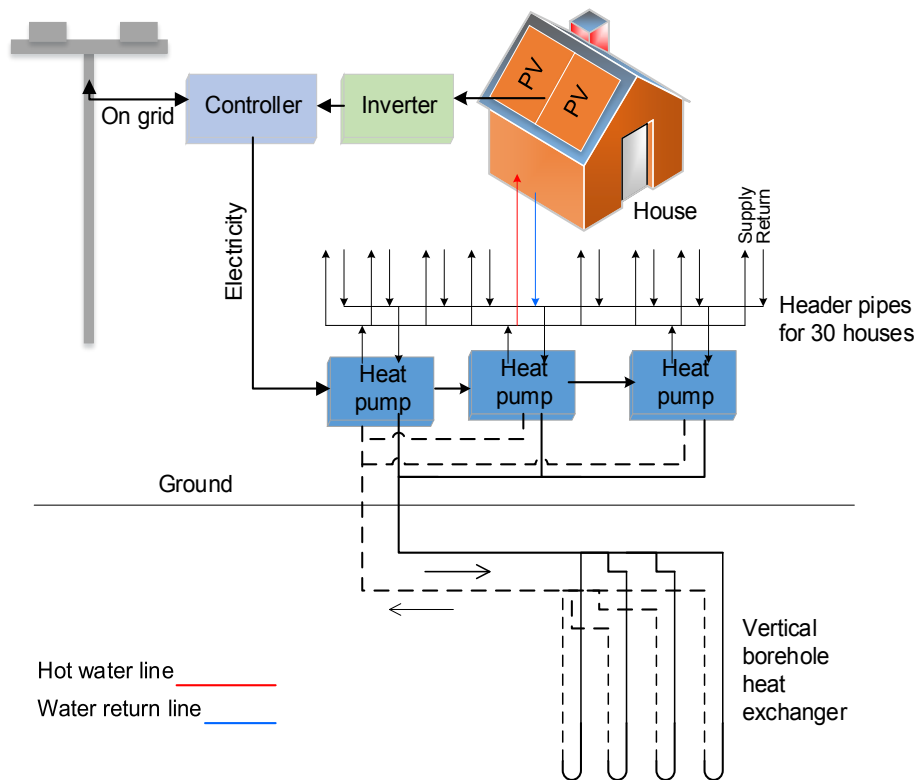 PV
PV
On grid
Controller
Inverter
House
Electricity
Supply
Return
Header pipes
for 30 houses
Heat
pump
Heat
pump
Heat
pump
Ground
Vertical
borehole
heat
exchanger
Hot water line
Water return line